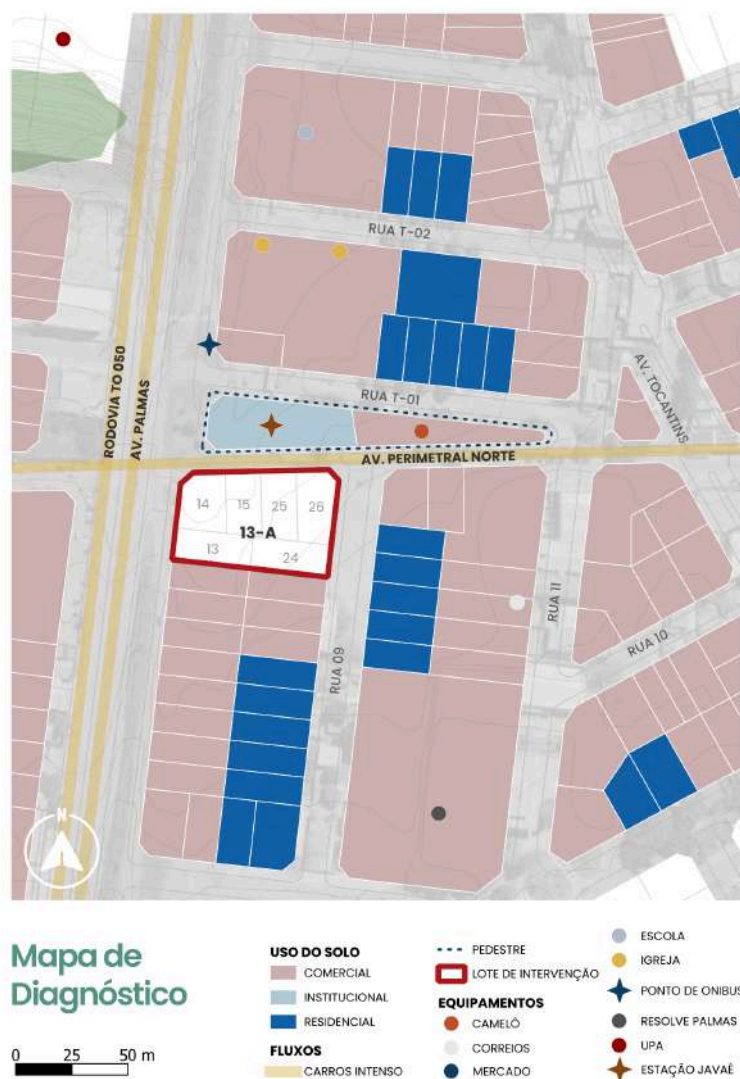 RUA T-02
RODOVIA TO 050
AV. PALMAS
RUA T-01
AV. TOCANTINS
AV. PERIMETRAL NORTE
14
15
25
26
13-A
13
24
RUA 09
RUA 11
RUA 10
N
Mapa de
Diagnóstico
0 25 50 m
USO DO SOLO
COMERCIAL
INSTITUCIONAL
RESIDENCIAL
FLUXOS
CARROS INTENSO
PEDESTRE
LOTE DE INTERVENÇÃO
EQUIPAMENTOS
CAMELÔ
CORREIOS
MERCADO
ESCOLA
IGREJA
PONTO DE ONIBUS
RESOLVE PALMAS
UPA
ESTAÇÃO JAVAÉ